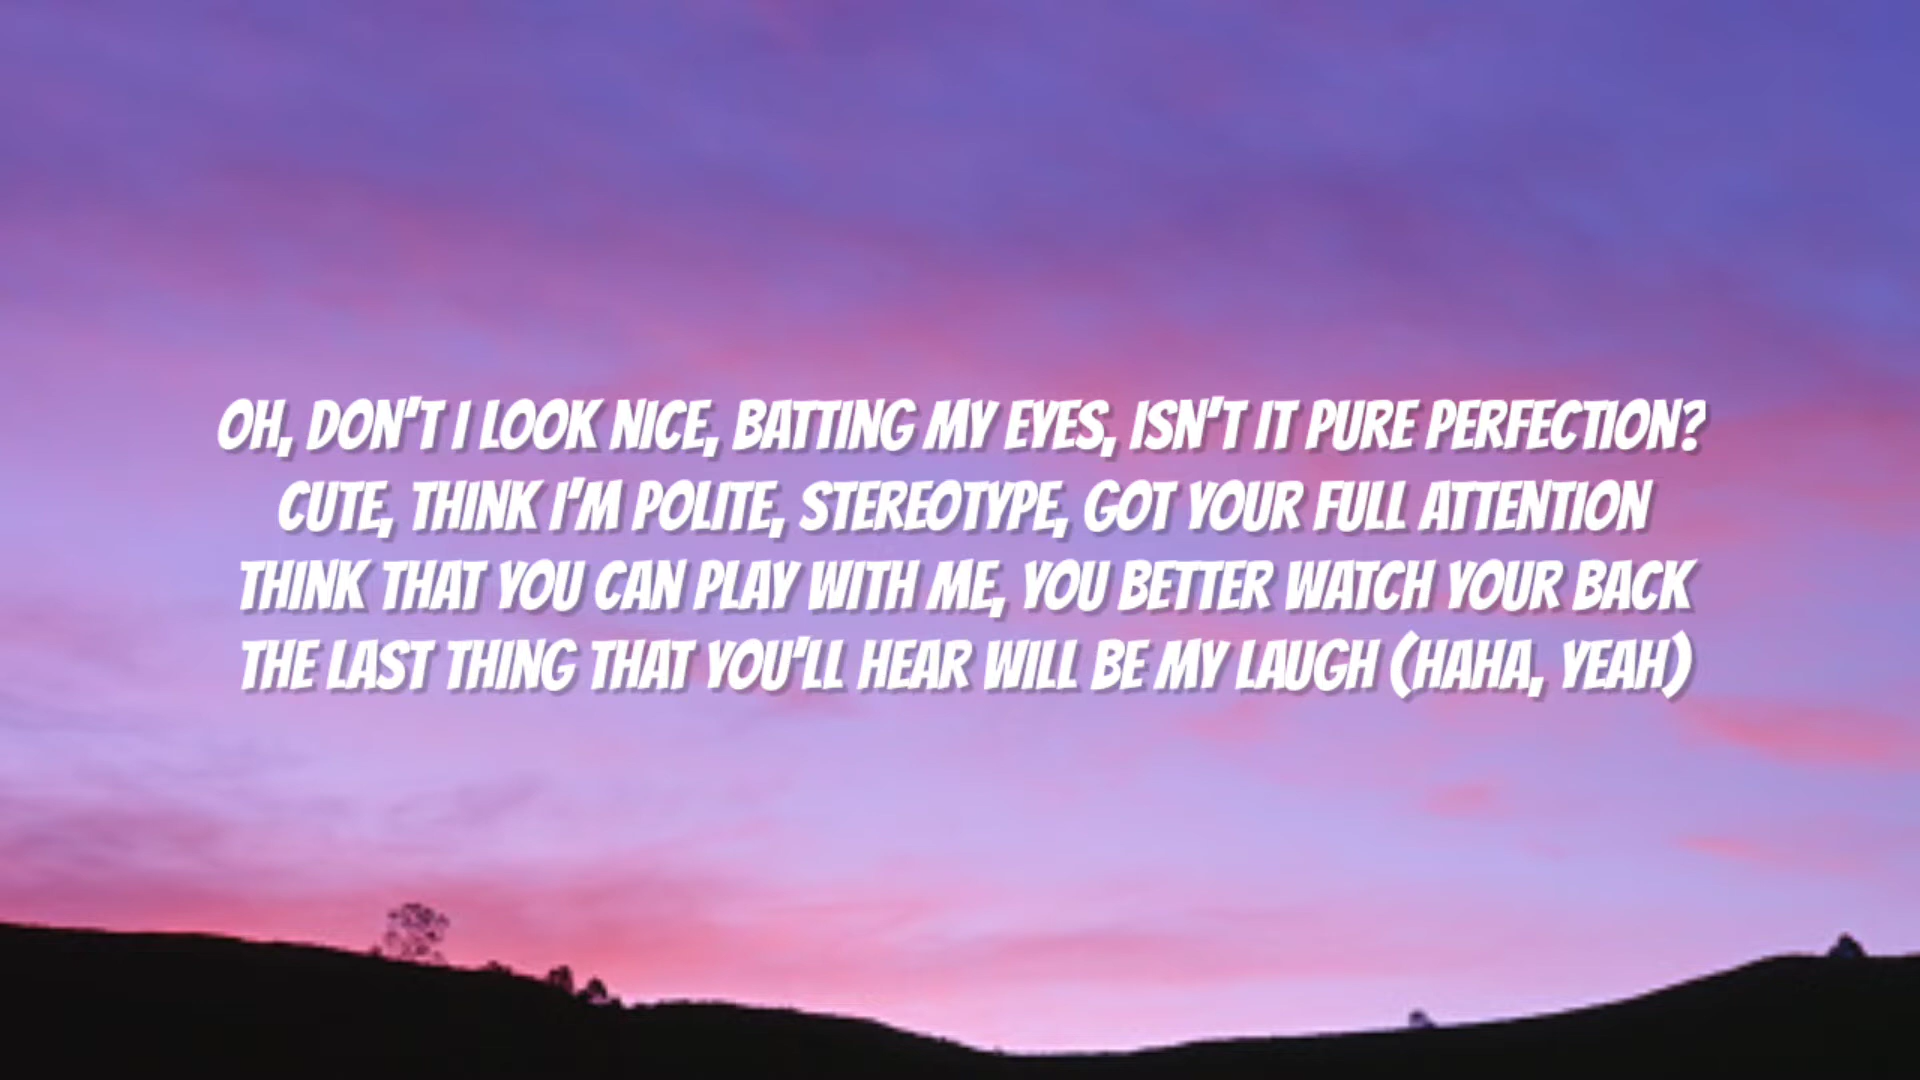 OH, DON'T I LOOK NICE, BATTING MY EYES, ISN'T IT PURE PERFECTION?
CUTE, THINK I'M POLITE, STEREOTYPE, GOT YOUR FULL ATTENTION
THINK THAT YOU CAN PLAY WITH ME, YOU BETTER WATCH YOUR BACK
THE LAST THING THAT YOU'LL HEAR WILL BE MY LAUGH (HAHA, YEAH)